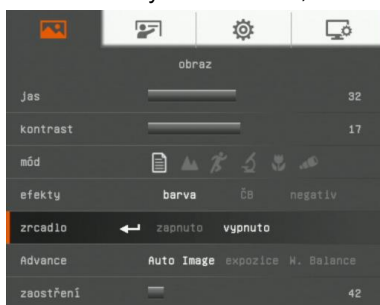 obraz
jas 32
kontrast 17
mód
efekty barva ČB negativ
zrcadlo zapnuto vypnuto
Advance Auto Image expozice W. Balance
zaostření 42